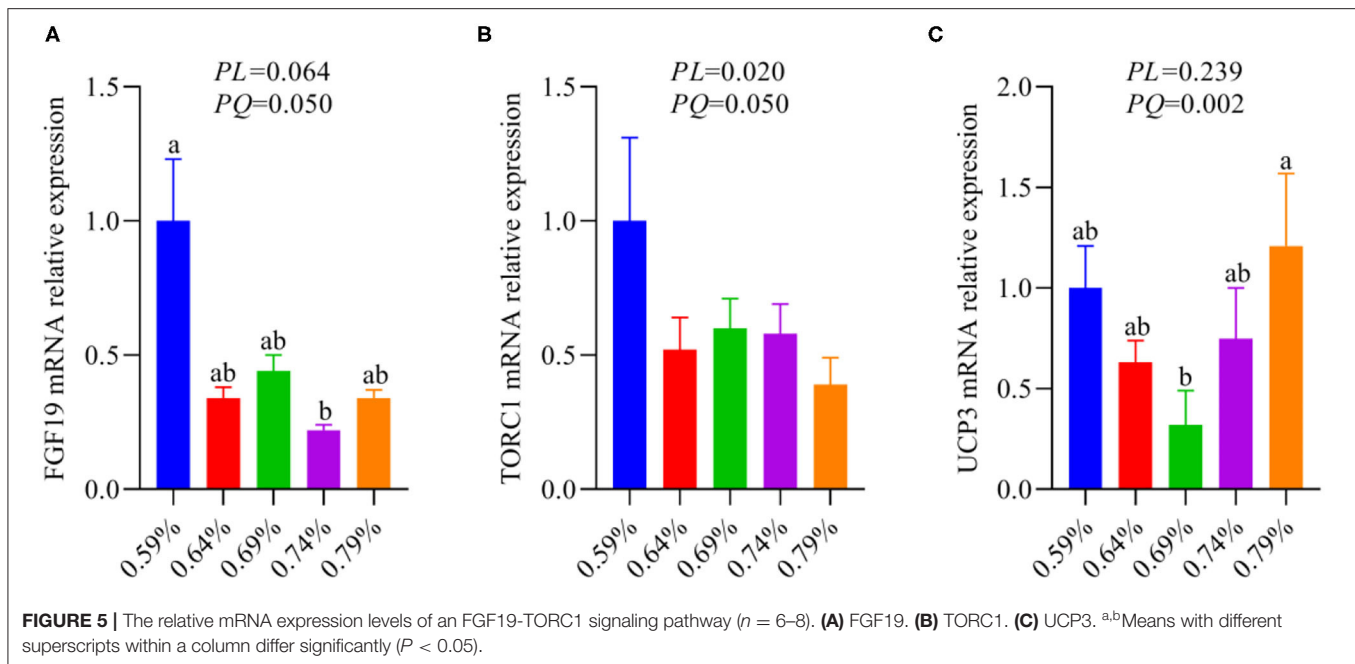 A
PL=0.064
PQ=0.050
FGF19 mRNA relative expression
1.5
1.0
0.5
0.0
a
ab
ab
b
ab
0.59%
0.64%
0.69%
0.74%
0.79%
B
PL=0.020
PQ=0.050
TORC1 mRNA relative expression
1.5
1.0
0.5
0.0
0.59%
0.64%
0.69%
0.74%
0.79%
C
PL=0.239
PQ=0.002
UCP3 mRNA relative expression
2.0
1.5
1.0
0.5
0.0
ab
ab
b
ab
a
0.59%
0.64%
0.69%
0.74%
0.79%
FIGURE 5 | The relative mRNA expression levels of an FGF19-TORC1 signaling pathway (n = 6–8). (A) FGF19. (B) TORC1. (C) UCP3. a,bMeans with different
superscripts within a column differ significantly (P < 0.05).